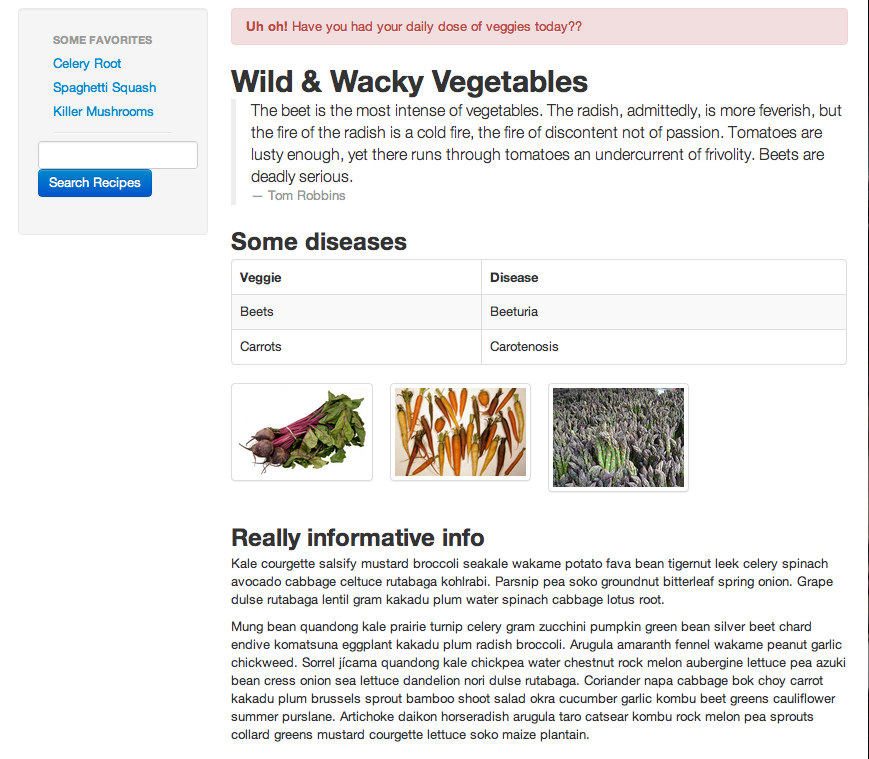 SOME FAVORITES
Celery Root
Spaghetti Squash
Killer Mushrooms
Search Recipes
Uh oh! Have you had your daily dose of veggies today??
Wild & Wacky Vegetables
The beet is the most intense of vegetables. The radish, admittedly, is more feverish, but
the fire of the radish is a cold fire, the fire of discontent not of passion. Tomatoes are
lusty enough, yet there runs through tomatoes an undercurrent of frivolity. Beets are
deadly serious.
— Tom Robbins
Some diseases
Veggie Disease
Beets Beeturia
Carrots Carotenosis
Really informative info
Kale courgette salsify mustard broccoli seakale wakame potato fava bean tigernut leek celery spinach
avocado cabbage celtuce rutabaga kohlrabi. Parsnip pea soko groundnut bitterleaf spring onion. Grape
dulse rutabaga lentil gram kakadu plum water spinach cabbage lotus root.
Mung bean quandong kale prairie turnip celery gram zucchini pumpkin green bean silver beet chard
endive komatsuna eggplant kakadu plum radish broccoli. Arugula amaranth fennel wakame peanut garlic
chickweed. Sorrel jícama quandong kale chickpea water chestnut rock melon aubergine lettuce pea azuki
bean cress onion sea lettuce dandelion nori dulse rutabaga. Coriander napa cabbage bok choy carrot
kakadu plum brussels sprout bamboo shoot salad okra cucumber garlic kombu beet greens cauliflower
summer purslane. Artichoke daikon horseradish arugula taro catsear kombu rock melon pea sprouts
collard greens mustard courgette lettuce soko maize plantain.